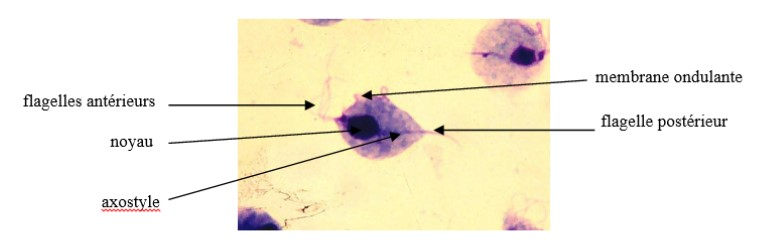 membrane ondulante
flagelles antérieurs
flagelle postérieur
noyau
axostyle